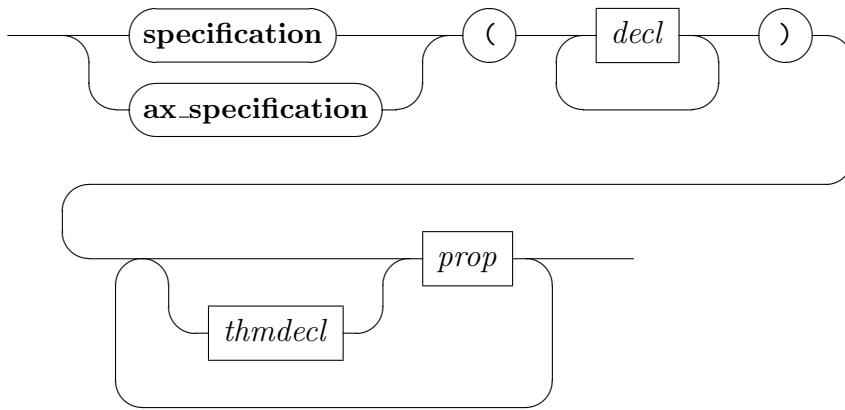 specification ( decl )
ax_specification
prop
thmdecl